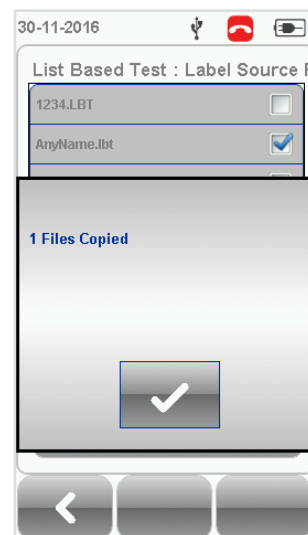 30-11-2016
List Based Test : Label Source F
1234.LBT
AnyName.lbt
1 Files Copied